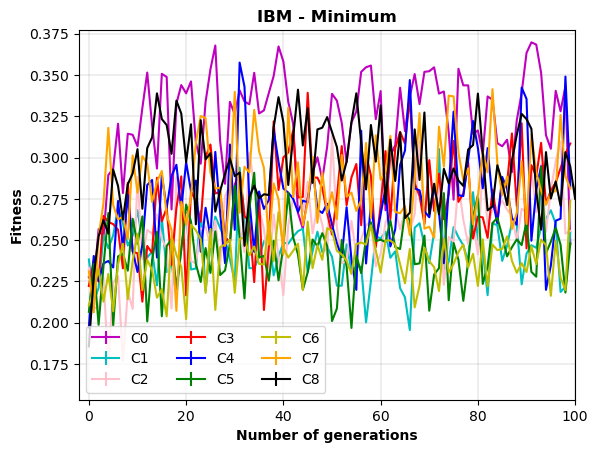 IBM - Minimum
0.375
0.350
0.325
0.300
0.275
0.250
0.225
0.200
0.175
Fitness
C0 C3 C6
C1 C4 C7
C2 C5 C8
0 20 40 60 80 100
Number of generations